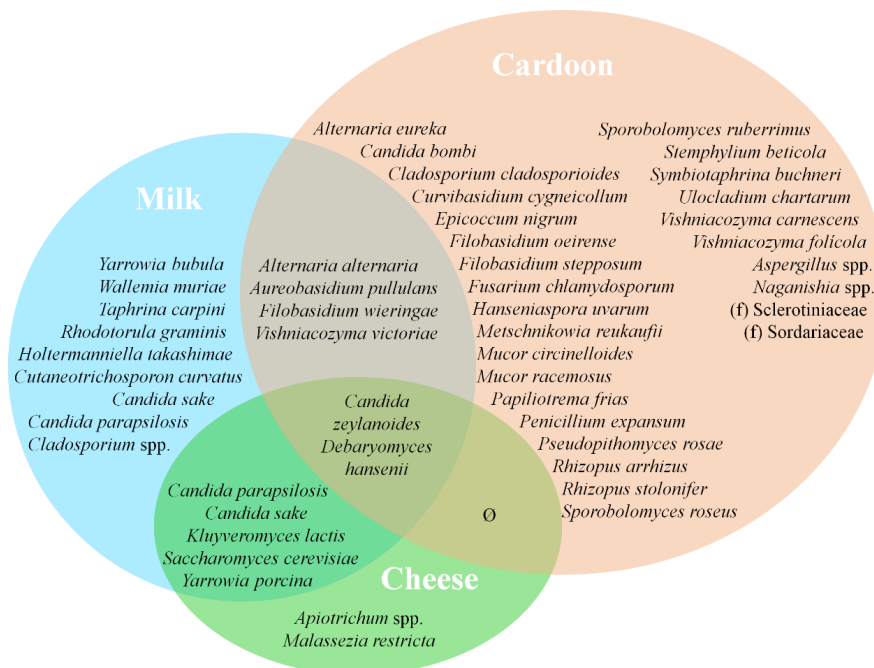 Cardoon
Alternaria eureka
Candida bombi
Cladosporium cladosporioides
Curvibasidium cygneicollum
Epicoccum nigrum
Filobasidium oeirense
Filobasidium stepposum
Fusarium chlamydosporum
Hanseniaspora uvarum
Metschnikowia reukaufii
Mucor circinelloides
Mucor racemosus
Papiliotrema frias
Penicillium expansum
Pseudopithomyces rosae
Rhizopus arrhizus
Rhizopus stolonifer
Sporobolomyces roseus
Sporobolomyces ruberrimus
Stemphylium beticola
Symbiotaphrina buchneri
Ulocladium chartarum
Vishniacozyma carnescens
Vishniacozyma folícola
Aspergillus spp.
Naganishia spp.
(f) Sclerotiniaceae
(f) Sordariaceae
Milk
Yarrowia bubula
Wallemia muriae
Taphrina carpini
Rhodotorula graminis
Holtermanniella takashimae
Cutaneotrichosporon curvatus
Candida sake
Candida parapsilosis
Cladosporium spp.
Alternaria alternaria
Aureobasidium pullulans
Filobasidium wieringae
Vishniacozyma victoriae
Candida
zeylanoides
Debaryomyces
hansenii
Candida parapsilosis
Candida sake
Kluyveromyces lactis
Saccharomyces cerevisiae
Yarrowia porcina
Ø
Cheese
Apiotrichum spp.
Malassezia restricta